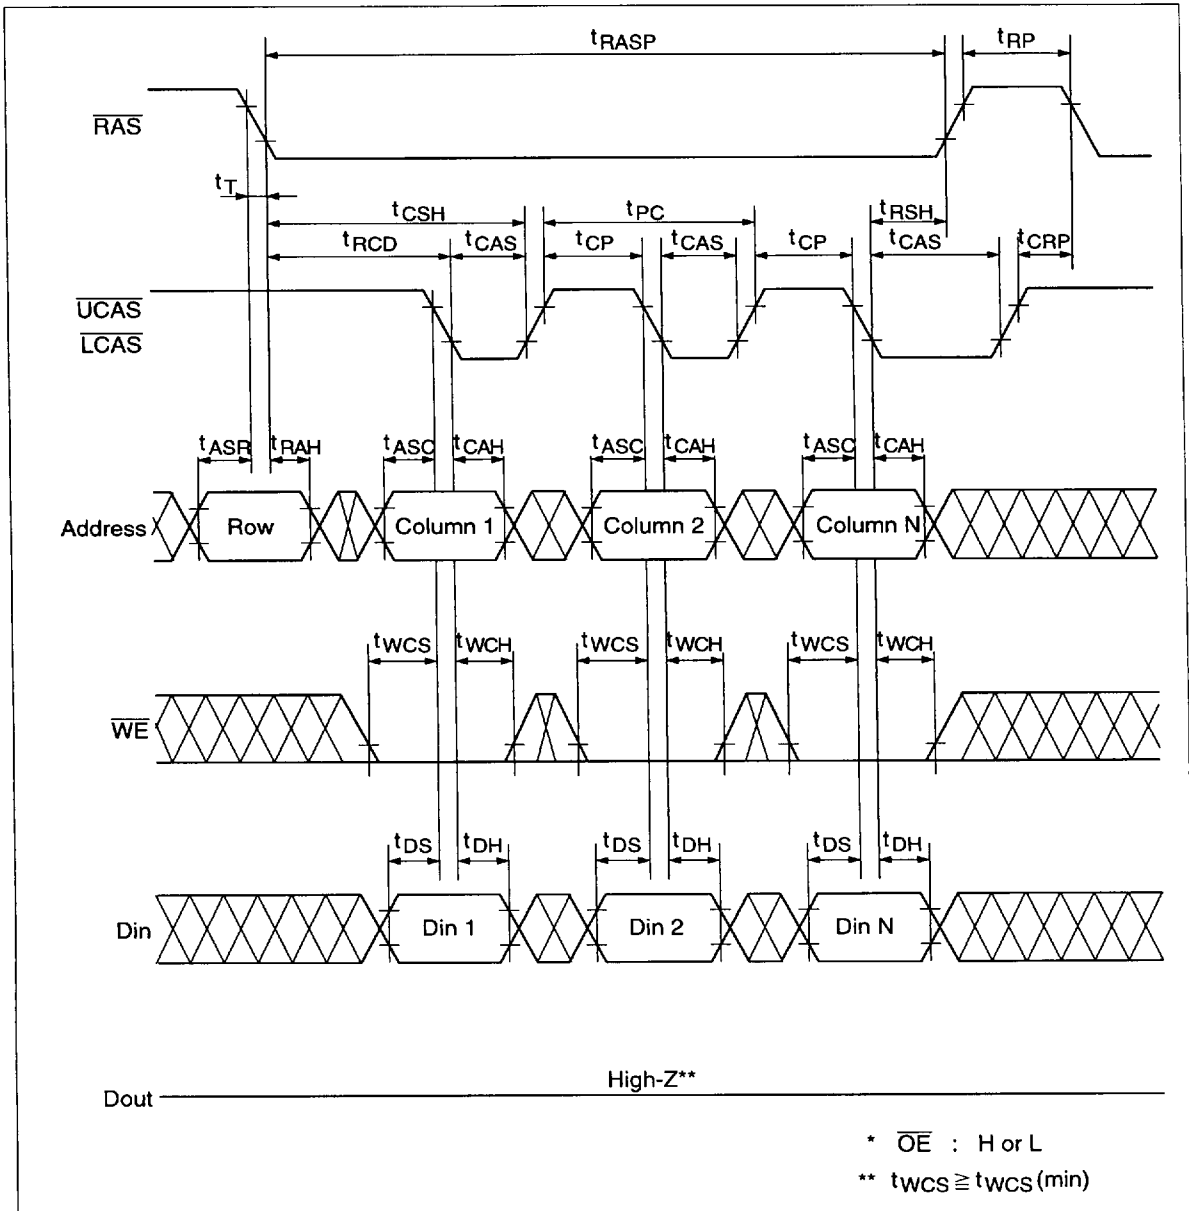 tRASP tRP
RAS
tT
tCSH tPC tRSH
tRCD tCAS tCP tCAS tCP tCAS tCRP
UCAS
LCAS
tASR tRAH tASC tCAH tASC tCAH tASC tCAH
Address Row Column 1 Column 2 Column N
tWCS tWCH tWCS tWCH tWCS tWCH
WE
tDS tDH tDS tDH tDS tDH
Din Din 1 Din 2 Din N
High-Z**
Dout
* OE : H or L
** tWCS ≧ tWCS (min)